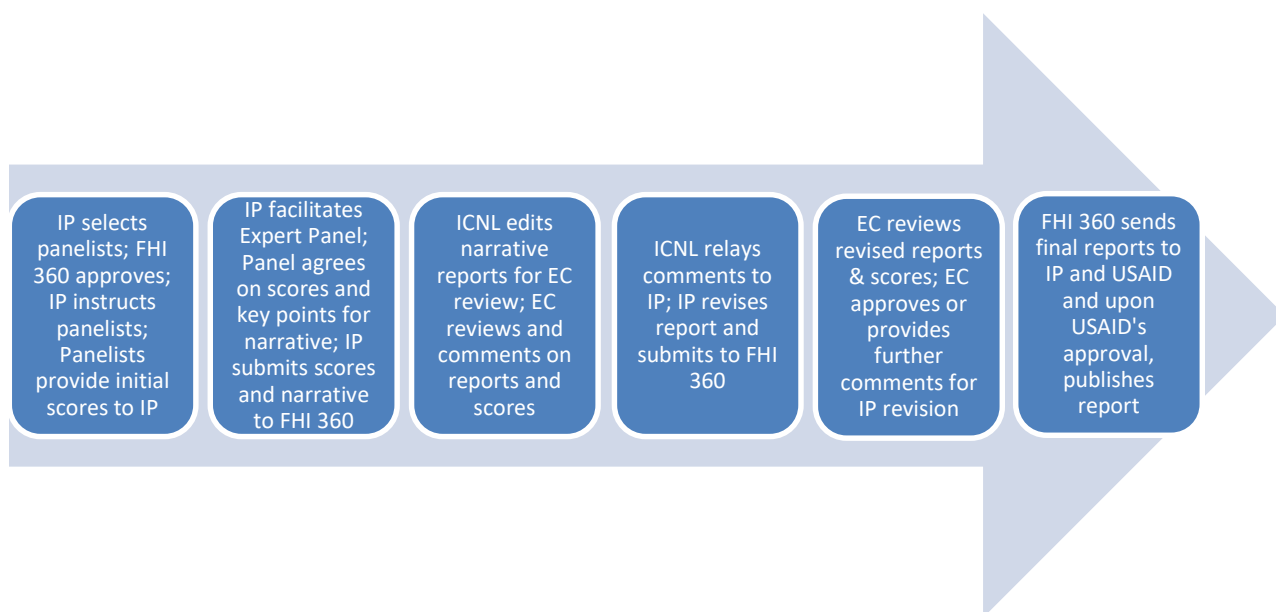 IP selects
panelists; FHI
360 approves;
IP instructs
panelists;
Panelists
provide initial
scores to IP
IP facilitates
Expert Panel;
Panel agrees
on scores and
key points for
narrative; IP
submits scores
and narrative
to FHI 360
ICNL edits
narrative
reports for EC
review; EC
reviews and
comments on
reports and
scores
ICNL relays
comments to
IP; IP revises
report and
submits to FHI
360
EC reviews
revised reports
& scores; EC
approves or
provides
further
comments for
IP revision
FHI 360 sends
final reports to
IP and USAID
and upon
USAID's
approval,
publishes
report